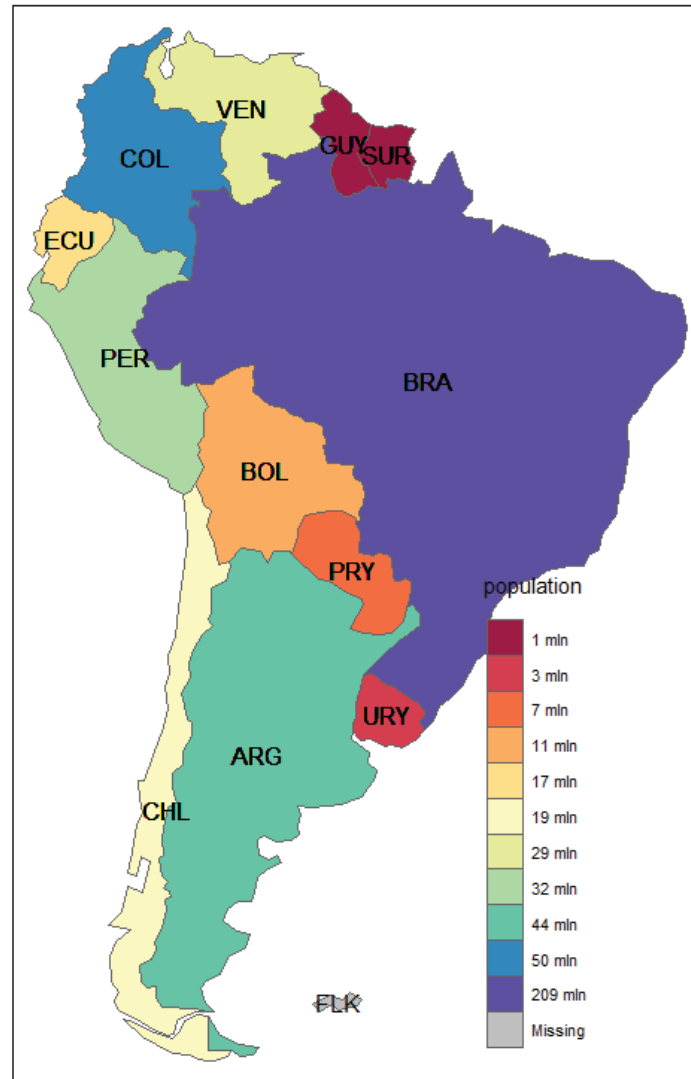 VEN
GUY
SUR
COL
ECU
PER
BRA
BOL
PRY
URY
ARG
CHL
FLK
population
1 mln
3 mln
7 mln
11 mln
17 mln
19 mln
29 mln
32 mln
44 mln
50 mln
209 mln
Missing